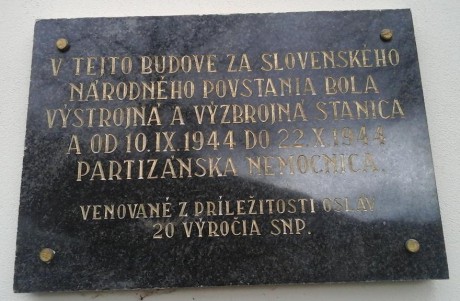 V TEJTO BUDOVE ZA SLOVENSKÉHO
NÁRODNÉHO POVSTANIA BOLA
VÝSTROJNÁ A VÝZBROJNÁ STANICA
A OD 10.IX.1944 DO 22.X.1944
PARTIZÁNSKA NEMOCNICA.
VENOVANÉ Z PRÍLEŽITOSTI OSLÁV
20 VÝROČIA SNP.